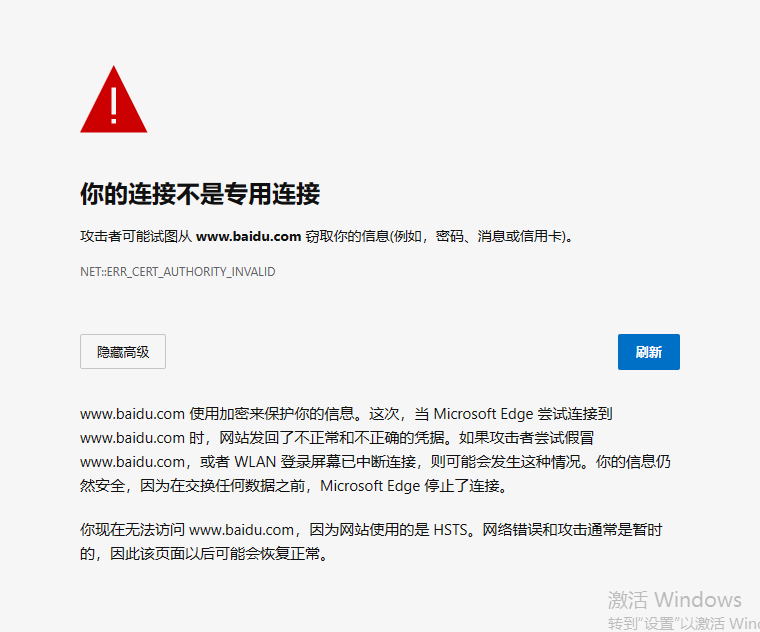 你的连接不是专用连接
攻击者可能试图从 www.baidu.com 窃取你的信息(例如，密码、消息或信用卡)。
NET::ERR_CERT_AUTHORITY_INVALID
隐藏高级
刷新
www.baidu.com 使用加密来保护你的信息。这次，当 Microsoft Edge 尝试连接到
www.baidu.com 时，网站发回了不正常和不正确的凭据。如果攻击者尝试假冒
www.baidu.com，或者 WLAN 登录屏幕已中断连接，则可能会发生这种情况。你的信息仍
然安全，因为在交换任何数据之前，Microsoft Edge 停止了连接。
你现在无法访问 www.baidu.com，因为网站使用的是 HSTS。网络错误和攻击通常是暂时
的，因此该页面以后可能会恢复正常。
激活 Windows
转到"设置"以激活 Win